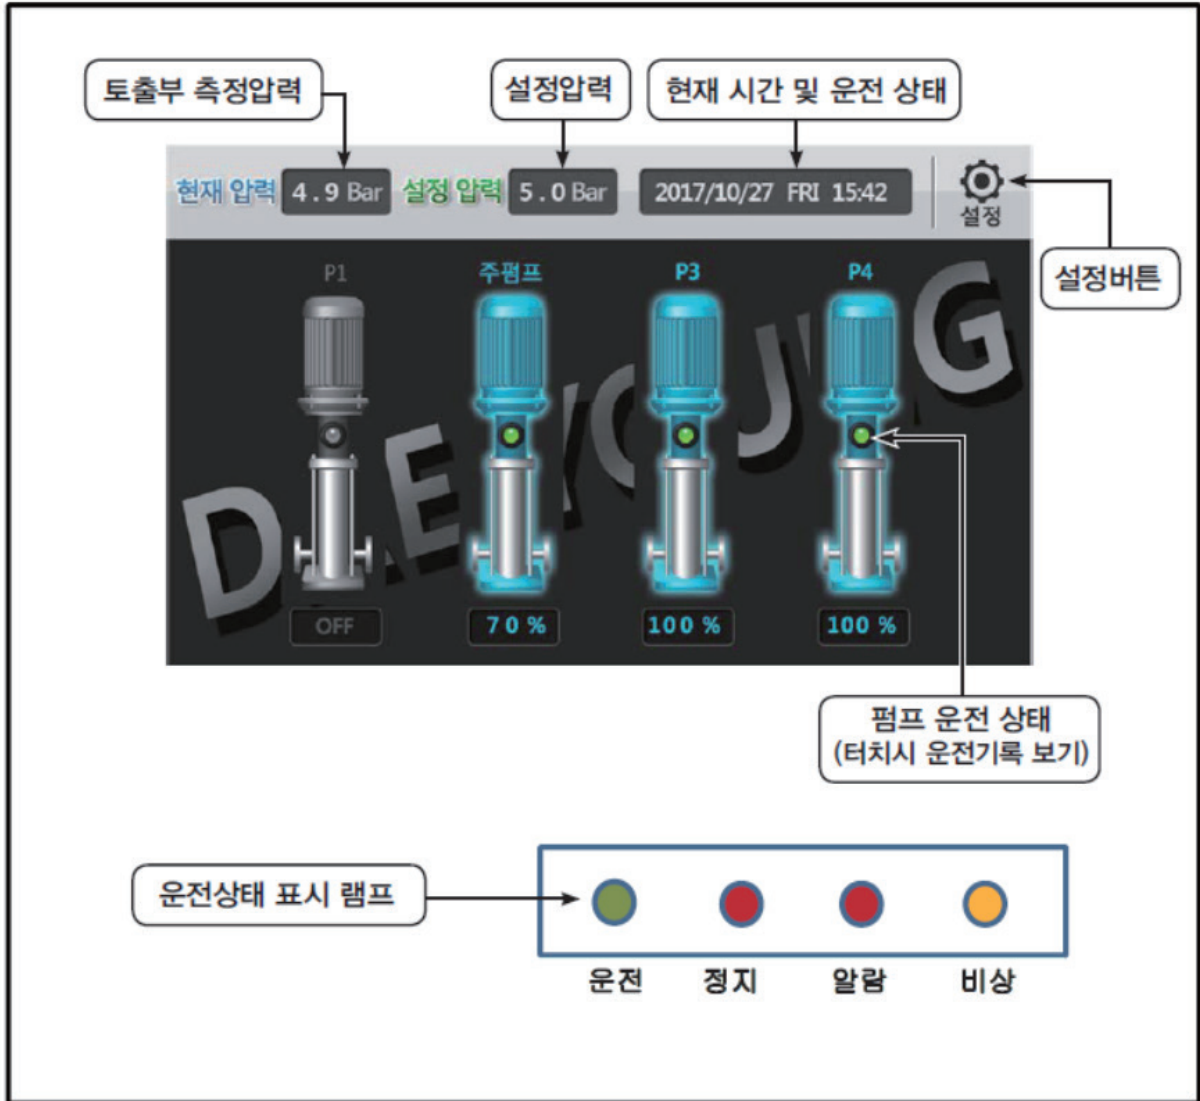 토출부 측정압력
설정압력
현재 시간 및 운전 상태
현재 압력 4.9 Bar 설정 압력 5.0 Bar 2017/10/27 FRI 15:42
설정
설정버튼
P1 주펌프 P3 P4
DAEYOUNG
OFF 70 % 100 % 100 %
펌프 운전 상태
(터치시 운전기록 보기)
운전상태 표시 램프
운전 정지 알람 비상